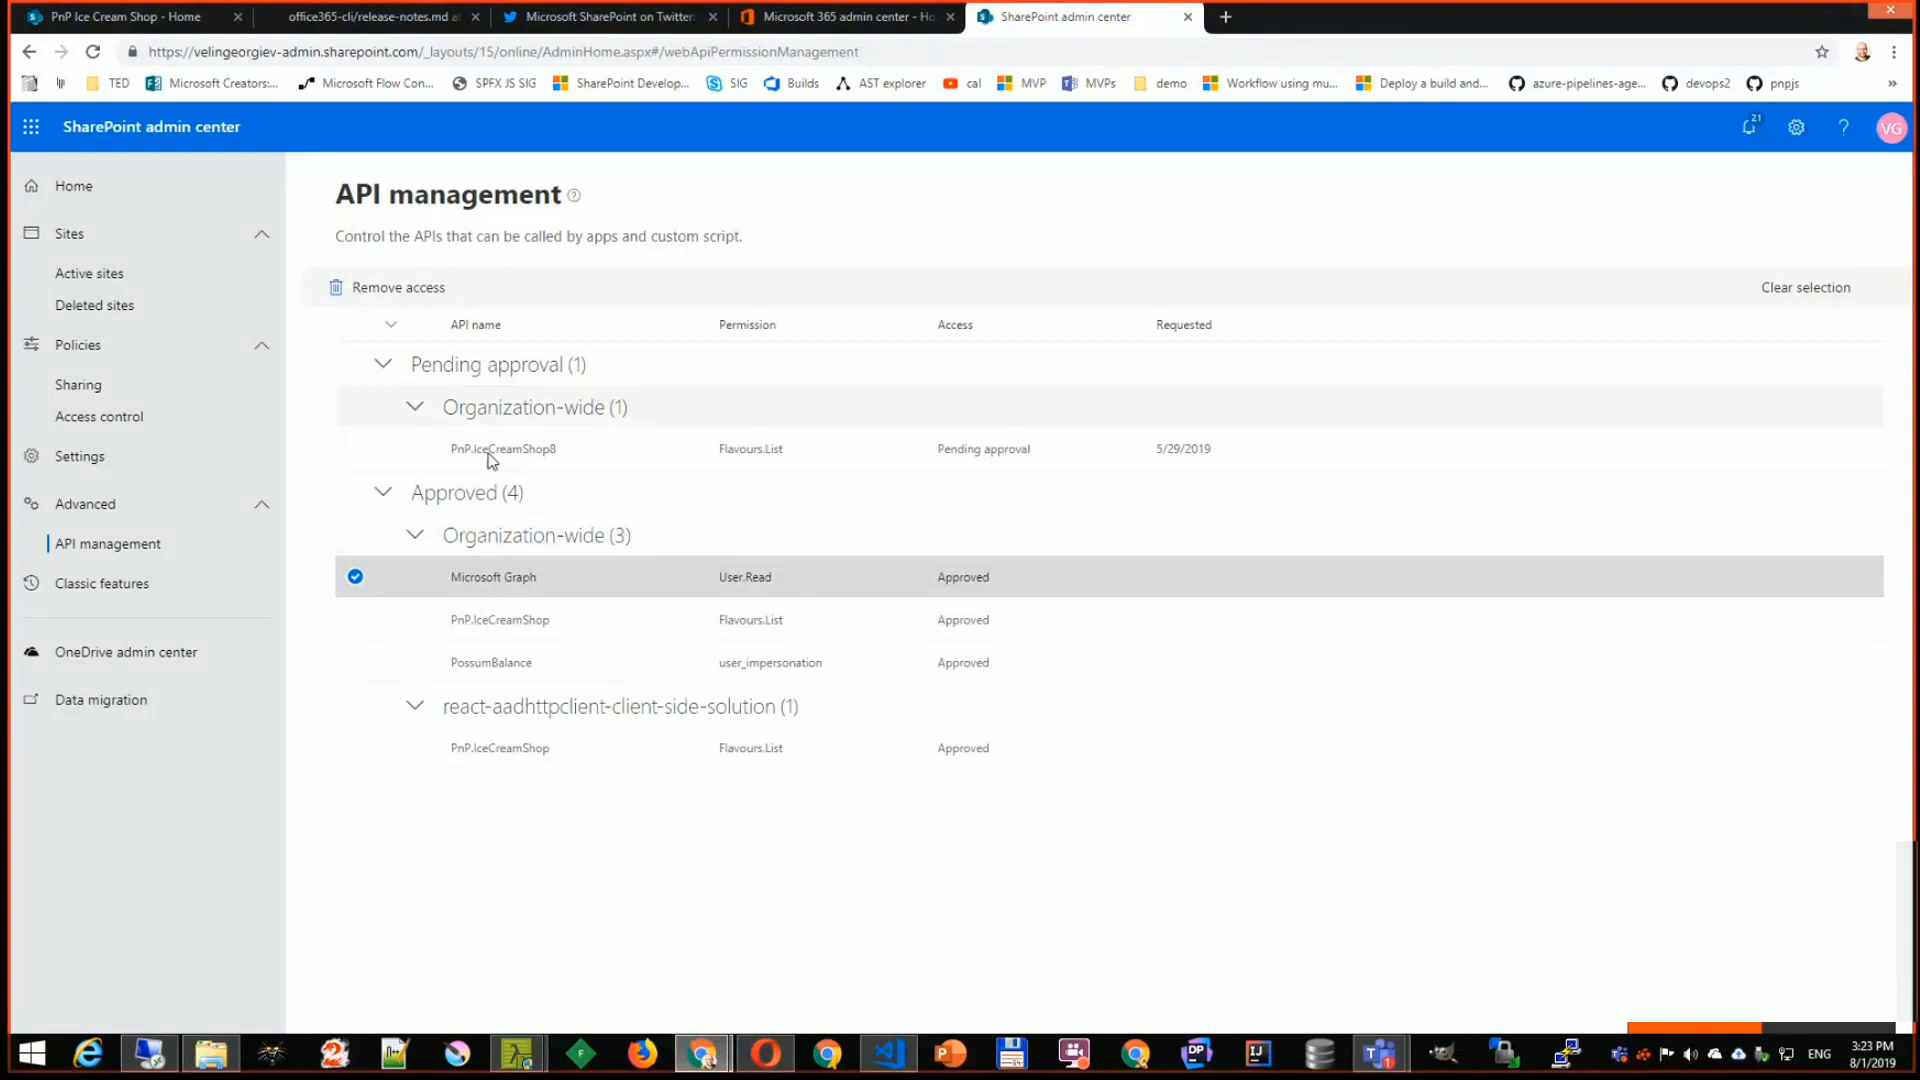 PnP Ice Cream Shop - Home
office365-cli/release-notes.md at
Microsoft SharePoint on Twitter:
Microsoft 365 admin center - Ho
SharePoint admin center
https://velingeorgiev-admin.sharepoint.com/_layouts/15/online/AdminHome.aspx#/webApiPermissionManagement
TED
Microsoft Creators:...
Microsoft Flow Con...
SPFX JS SIG
SharePoint Develop...
SIG
Builds
AST explorer
cal
MVP
MVPs
demo
Workflow using mu...
Deploy a build and...
azure-pipelines-age...
devops2
pnpjs
»
SharePoint admin center
21
?
VG
Home
Sites
Active sites
Deleted sites
Policies
Sharing
Access control
Settings
Advanced
API management
Classic features
OneDrive admin center
Data migration
API management
Control the APIs that can be called by apps and custom script.
Remove access
Clear selection
API name Permission Access Requested
Pending approval (1)
Organization-wide (1)
PnP.IceCreamShop8 Flavours.List Pending approval 5/29/2019
Approved (4)
Organization-wide (3)
Microsoft Graph User.Read Approved
PnP.IceCreamShop Flavours.List Approved
PossumBalance user_impersonation Approved
react-aadhttpclient-client-side-solution (1)
PnP.IceCreamShop Flavours.List Approved
ENG
3:23 PM
8/1/2019